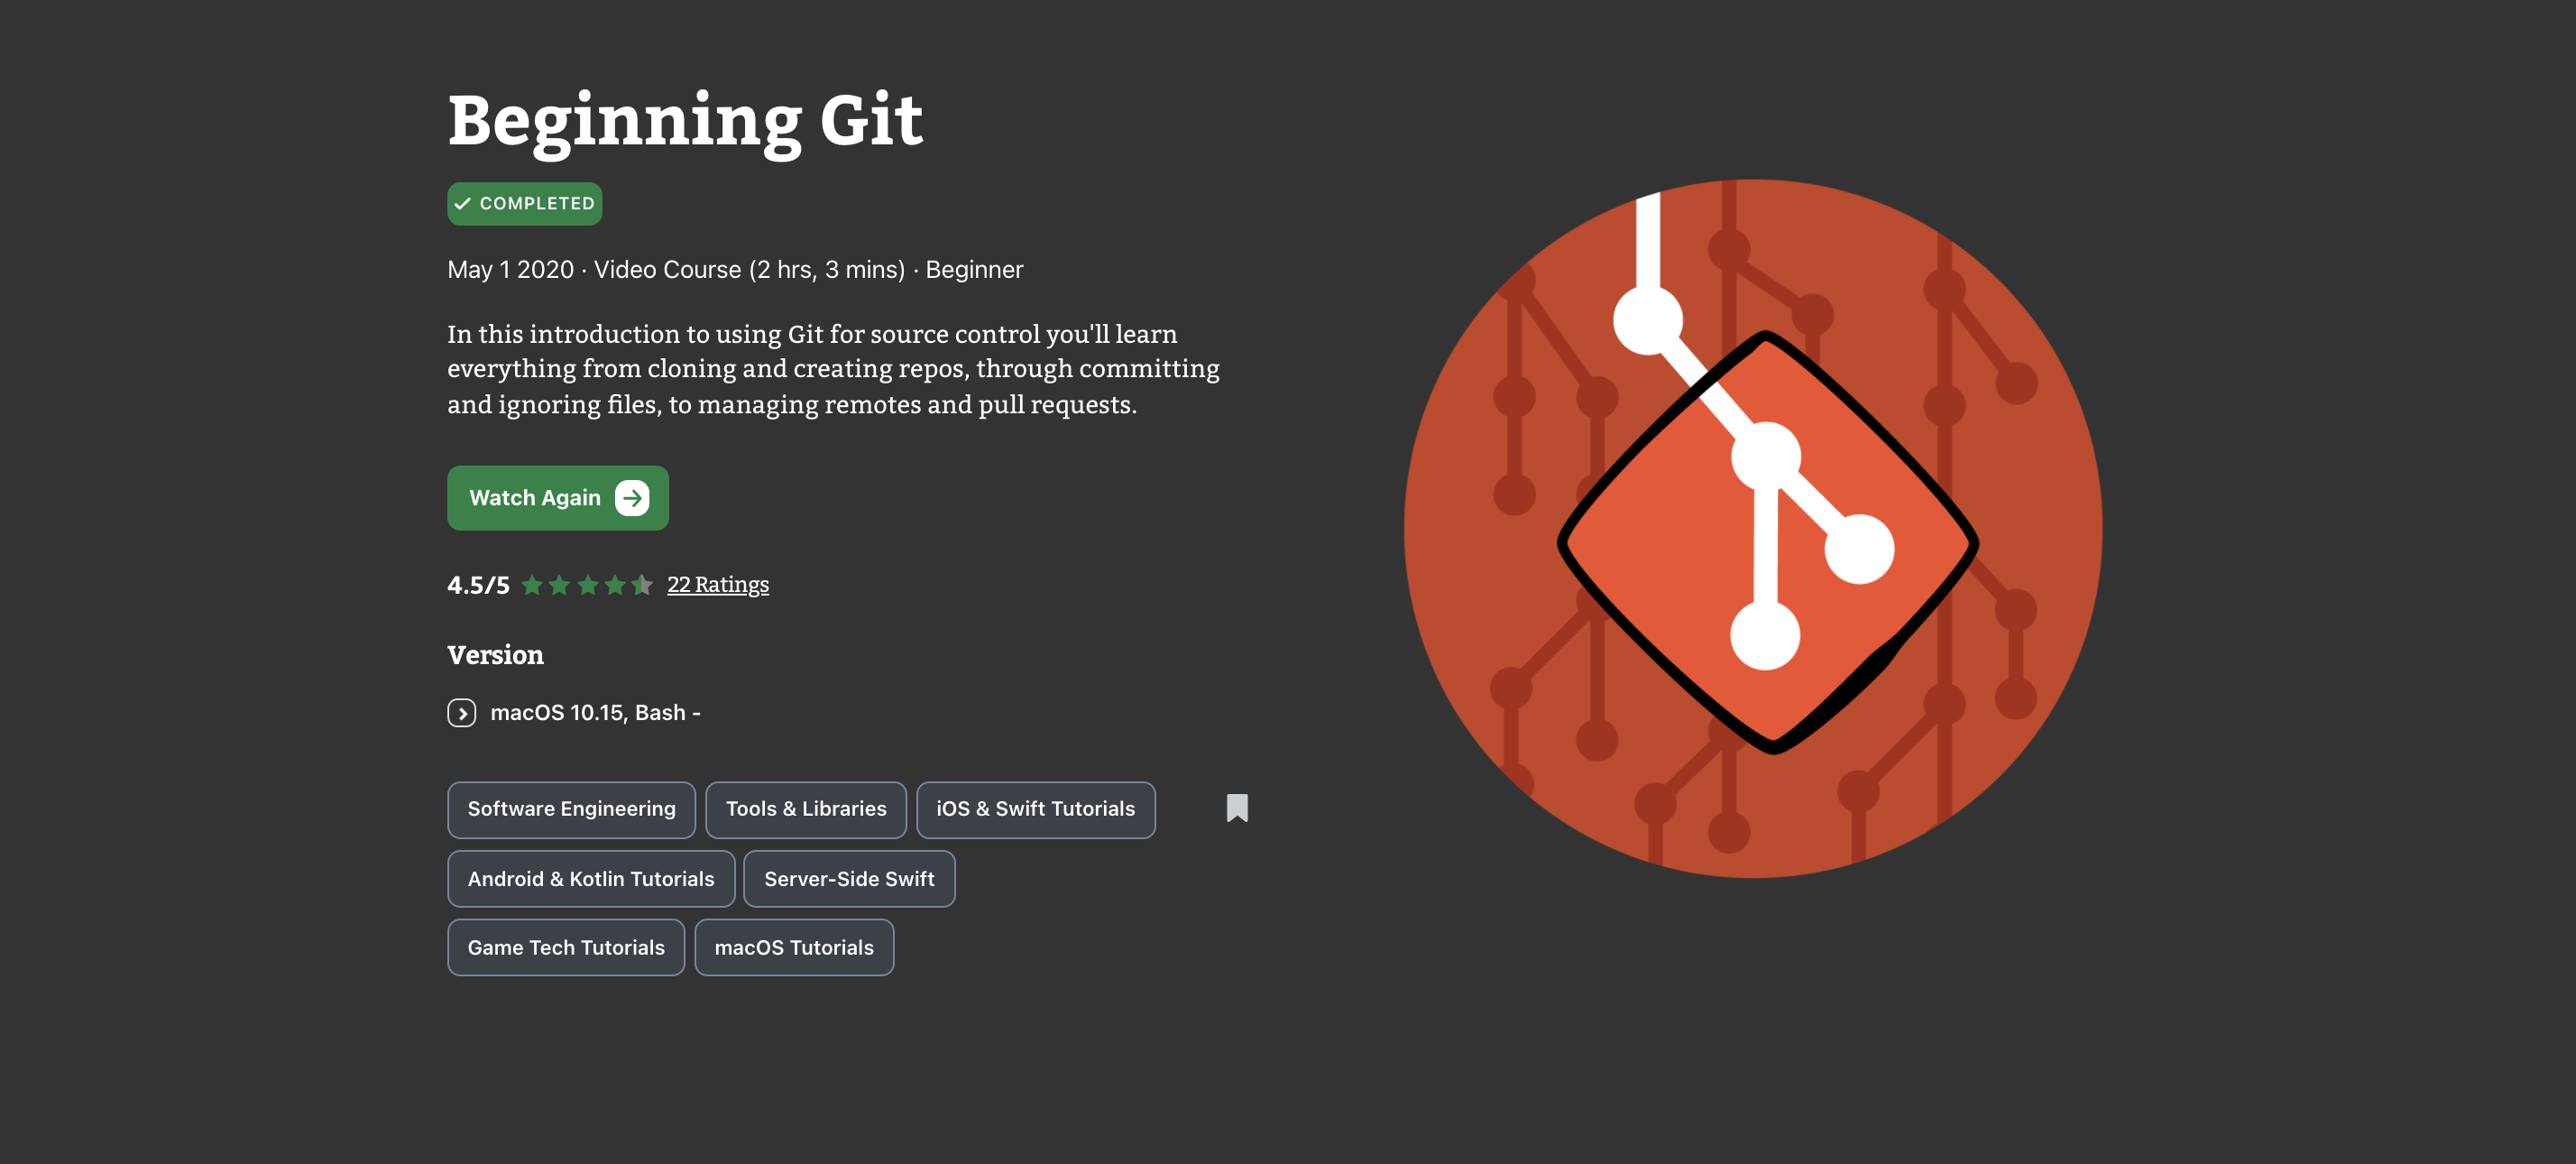 Beginning Git
COMPLETED
May 1 2020 · Video Course (2 hrs, 3 mins) · Beginner
In this introduction to using Git for source control you'll learn
everything from cloning and creating repos, through committing
and ignoring files, to managing remotes and pull requests.
Watch Again
4.5/5 22 Ratings
Version
macOS 10.15, Bash -
Software Engineering Tools & Libraries iOS & Swift Tutorials
Android & Kotlin Tutorials Server-Side Swift
Game Tech Tutorials macOS Tutorials